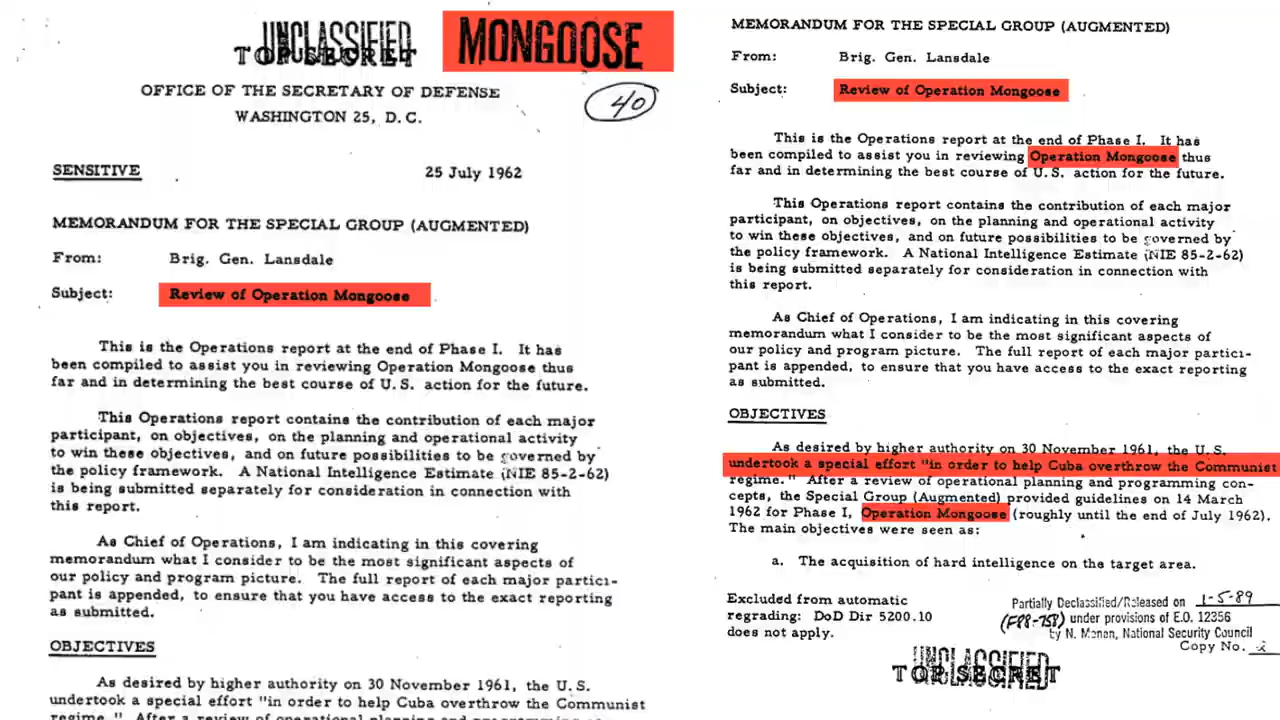 UNCLASSIFIED
TOP SECRET
MONGOOSE
OFFICE OF THE SECRETARY OF DEFENSE
WASHINGTON 25, D.C.
40
SENSITIVE
25 July 1962
MEMORANDUM FOR THE SPECIAL GROUP (AUGMENTED)
From: Brig. Gen. Lansdale
Subject: Review of Operation Mongoose
This is the Operations report at the end of Phase I. It has
been compiled to assist you in reviewing Operation Mongoose thus
far and in determining the best course of U.S. action for the future.
This Operations report contains the contribution of each major
participant, on objectives, on the planning and operational activity
to win these objectives, and on future possibilities to be governed by
the policy framework. A National Intelligence Estimate (NIE 85-2-62)
is being submitted separately for consideration in connection with
this report.
As Chief of Operations, I am indicating in this covering
memorandum what I consider to be the most significant aspects of
our policy and program picture. The full report of each major partici-
pant is appended, to ensure that you have access to the exact reporting
as submitted.
OBJECTIVES
As desired by higher authority on 30 November 1961, the U.S.
undertook a special effort "in order to help Cuba overthrow the Communist
regime." After a review of operational planning and programming
MEMORANDUM FOR THE SPECIAL GROUP (AUGMENTED)
From: Brig. Gen. Lansdale
Subject: Review of Operation Mongoose
This is the Operations report at the end of Phase I. It has
been compiled to assist you in reviewing Operation Mongoose thus
far and in determining the best course of U.S. action for the future.
This Operations report contains the contribution of each major
participant, on objectives, on the planning and operational activity
to win these objectives, and on future possibilities to be governed by
the policy framework. A National Intelligence Estimate (NIE 85-2-62)
is being submitted separately for consideration in connection with
this report.
As Chief of Operations, I am indicating in this covering
memorandum what I consider to be the most significant aspects of
our policy and program picture. The full report of each major partici-
pant is appended, to ensure that you have access to the exact reporting
as submitted.
OBJECTIVES
As desired by higher authority on 30 November 1961, the U.S.
undertook a special effort "in order to help Cuba overthrow the Communist
regime." After a review of operational planning and programming con-
cepts, the Special Group (Augmented) provided guidelines on 14 March
1962 for Phase I, Operation Mongoose (roughly until the end of July 1962).
The main objectives were seen as:
a. The acquisition of hard intelligence on the target area.
Excluded from automatic
regrading: DoD Dir 5200.10
does not apply.
Partially Declassified/Released on 1-5-89
(F88-758) under provisions of E.O. 12356
by N. Menan, National Security Council
Copy No. 2
UNCLASSIFIED
TOP SECRET